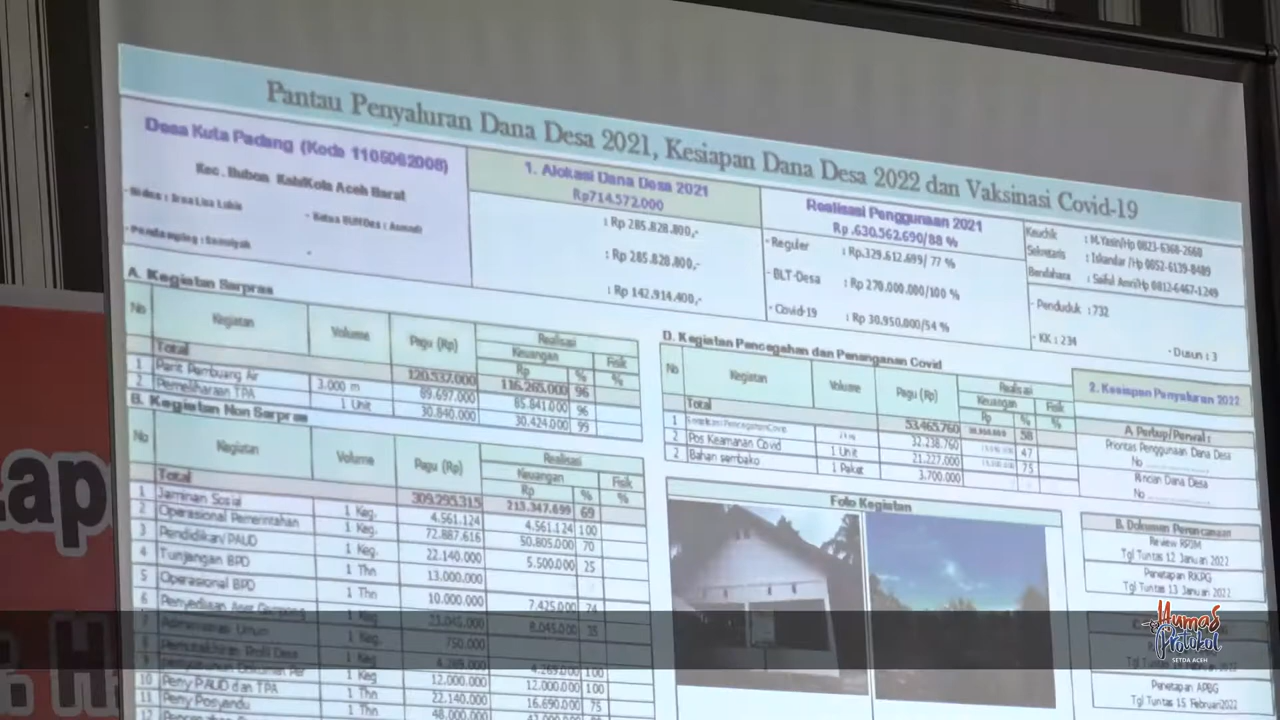 Pantau Penyaluran Dana Desa 2021, Kesiapan Dana Desa 2022 dan Vaksinasi Covid-19
Desa Kuta Padang (Kode 1105062008)
Kec. Bubon Kab/Kota Aceh Barat
- Ketua BUMDes : Asmadi
- Pendamping :
1. Alokasi Dana Desa 2021
Rp714.572.000
: Rp 285.828.800,-
: Rp 285.828.800,-
: Rp 142.914.400,-
Realisasi Penggunaan 2021
Rp .630.562.690/88 %
- Reguler : Rp.329.612.699/ 77 %
- BLT-Desa : Rp 270.000.000/100 %
- Covid-19 : Rp 30.950.000/54 %
Keuchik : M.Yasin/Hp 0823-6368-2668
Sekretaris : Iskandar /Hp 0852-6139-8489
Bendahara : Saiful Amri/Hp 0812-6467-1249
- Penduduk : 732
- KK : 234
- Dusun : 3
A. Kegiatan Sarpras
No Kegiatan Volume Pagu (Rp) Realisasi
Keuangan Fisik
Rp % %
Total 120.537.000 116.265.000 96
1 Parit Pembuang Air 3.000 m 89.697.000 85.841.000 96
2 Pemeliharaan TPA 1 Unit 30.840.000 30.424.000 99
B. Kegiatan Non Sarpras
No Kegiatan Volume Pagu (Rp) Realisasi
Keuangan Fisik
Rp % %
Total 309.295.315 213.347.699 69
1 Jaminan Sosial 1 Keg. 4.561.124 4.561.124 100
2 Operasional Pemerintahan 1 Keg. 72.887.616 50.805.000 70
3 Pendidikan/PAUD 1 Keg. 22.140.000 5.500.000 25
4 Tunjangan BPD 1 Thn 13.000.000
5 Operasional BPD 1 Thn 10.000.000 7.425.000 74
6 Penyediaan Aset 1 Thn 23.045.000 8.045.000 35
7 Administrasi Umum 1 Keg. 750.000
8 Pemutakhiran Profil Desa 1 Keg 4.269.000 4.269.000 100
9 Penyusunan Dokumen Per 1 Keg 12.000.000 12.000.000 100
10 Peny PAUD dan TPA 1 Thn 22.140.000 16.690.000 75
11 Peny Posyandu 1 Thn 48.000.000
12
D. Kegiatan Pencegahan dan Penanganan Covid
No Kegiatan Volume Pagu (Rp) Realisasi
Keuangan Fisik
Rp % %
Total 53.465.760 58
1 32.238.760 47
2 Pos Keamanan Covid 1 Unit 21.227.000 75
2 Bahan sembako 1 Paket 3.700.000
Foto Kegiatan
2. Kesiapan Penyaluran 2022
A Perbup/Perwal :
Prioritas Penggunaan Dana Desa
No
Rincian Dana Desa
No
B. Dokumen Perencanaan
Review RPJM
Tgl Tuntas 12 Januari 2022
Penetapan RKPG
Tgl Tuntas 13 Januari 2022
Penetapan APBG
Tgl Tuntas 15 Februari2022
Humas
Protokol
SETDA ACEH